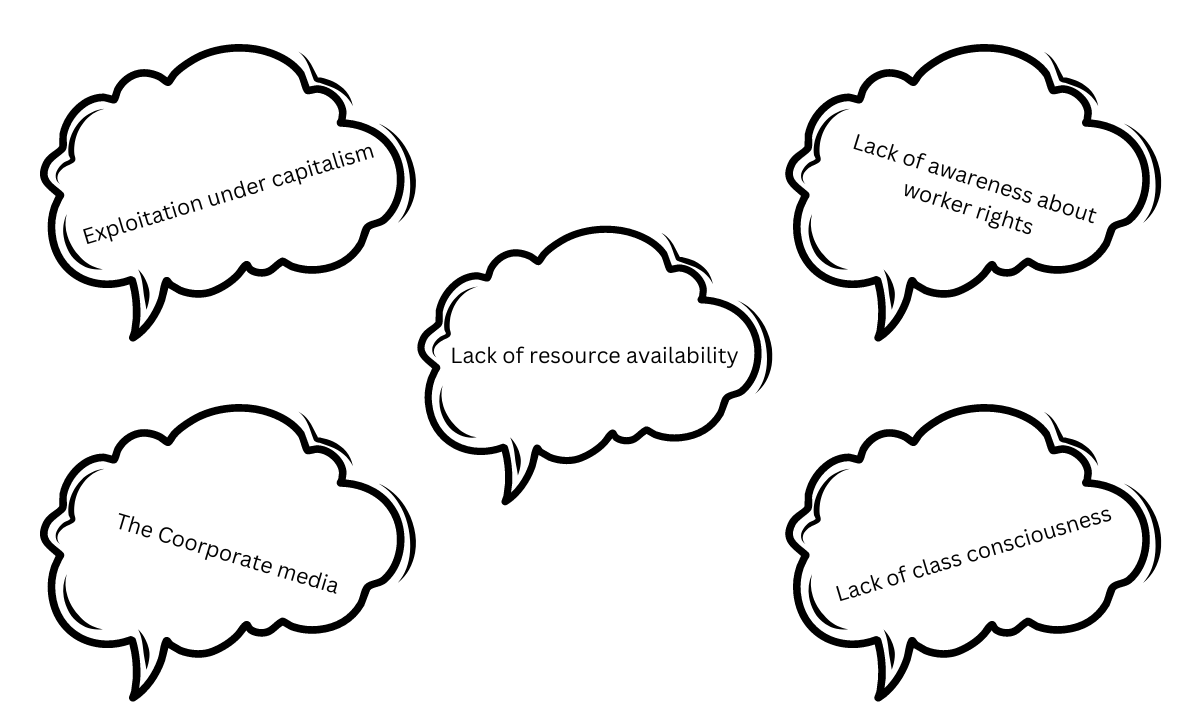 Exploitation under capitalism
Lack of awareness about
worker rights
Lack of resource availability
The Coorporate media
Lack of class consciousness